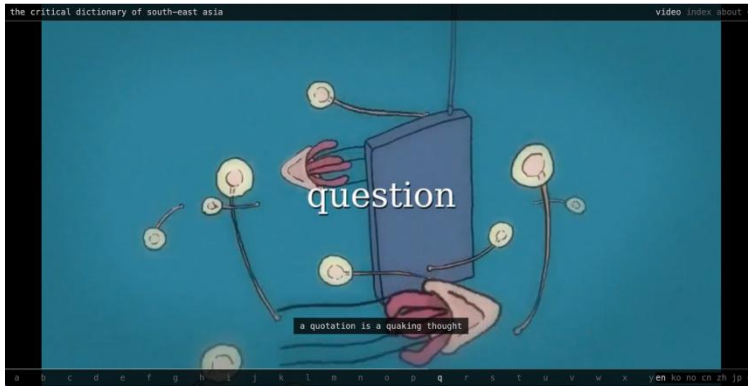 the critical dictionary of south-east asia
video index about
question
a quotation is a quaking thought
a b c d e f g h i j k l m n o p q r s t u v w x y en ko no cn zh jp